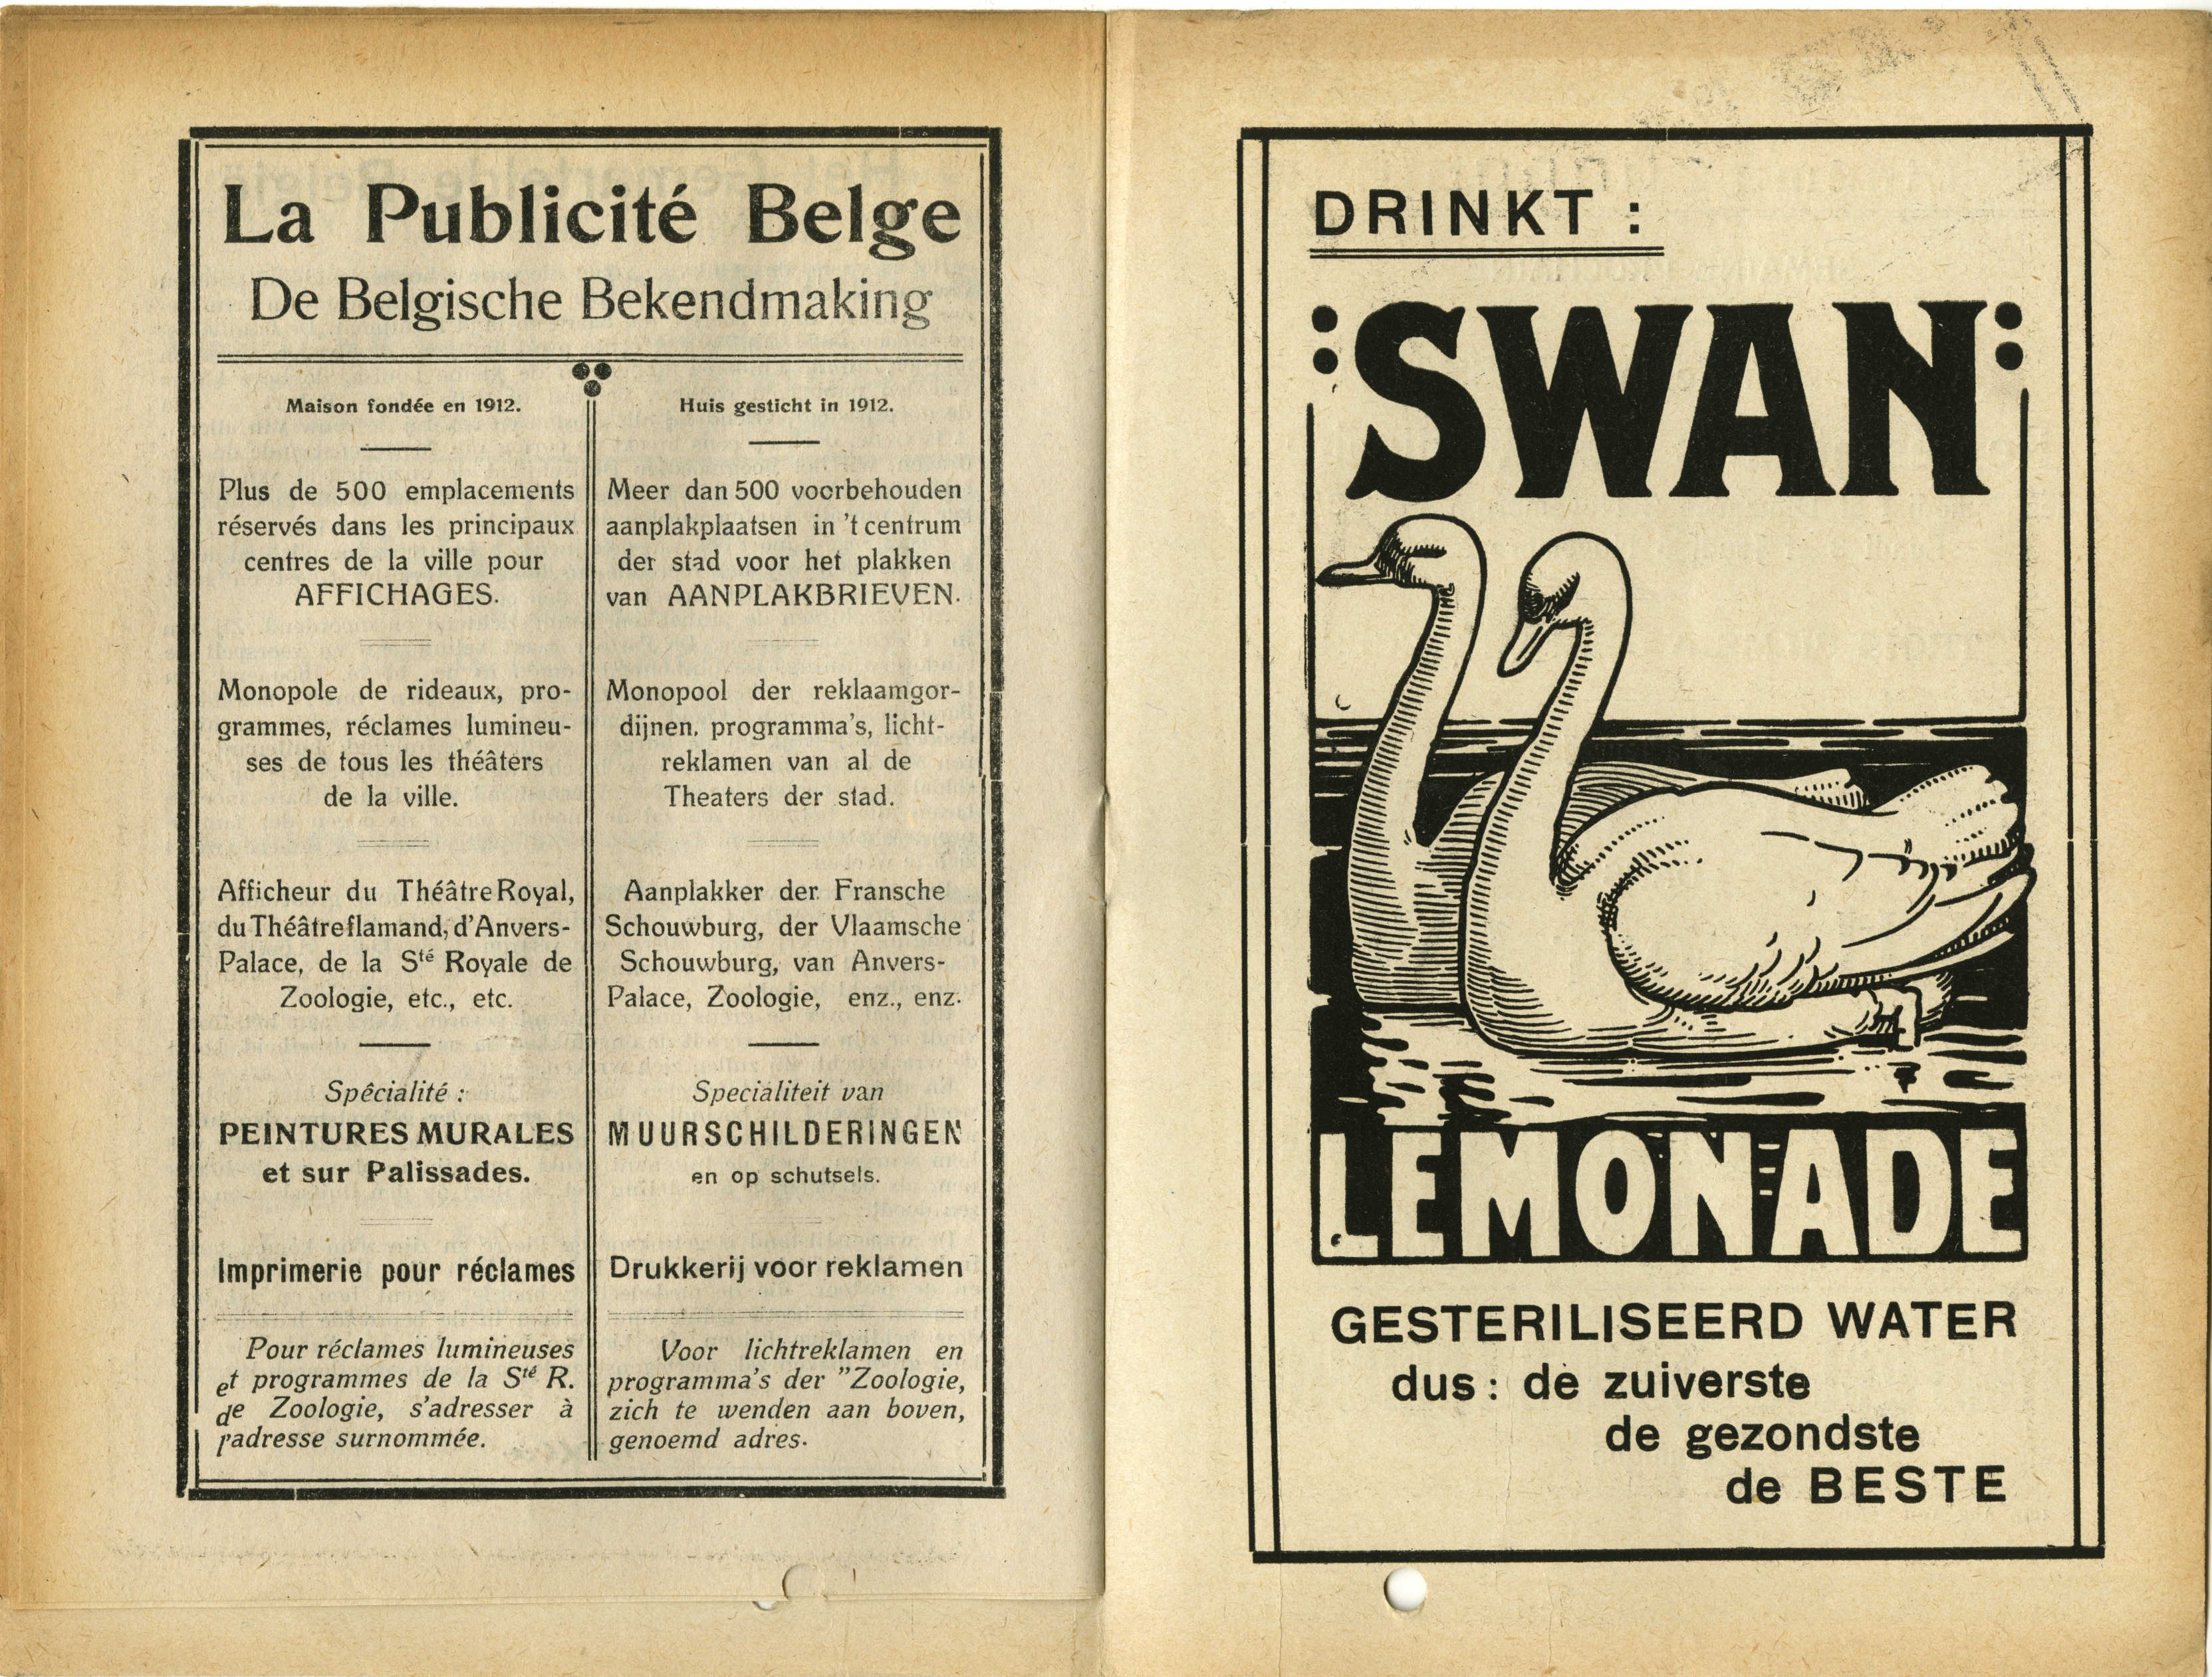 La Publicité Belge
De Belgische Bekendmaking
Maison fondée en 1912.
Plus de 500 emplacements
réservés dans les principaux
centres de la ville pour
AFFICHAGES.
Monopole de rideaux, pro-
grammes, réclames lumineu-
ses de tous les théâters
de la ville.
Afficheur du Théâtre Royal,
du Théâtre flamand, d'Anvers-
Palace, de la Sté Royale de
Zoologie, etc., etc.
Spécialité :
PEINTURES MURALES
et sur Palissades.
Imprimerie pour réclames
Pour réclames lumineuses
et programmes de la Sté R.
de Zoologie, s'adresser à
l'adresse surnommée.
Huis gesticht in 1912.
Meer dan 500 voorbehouden
aanplakplaatsen in 't centrum
der stad voor het plakken
van AANPLAKBRIEVEN.
Monopool der reklaamgor-
dijnen, programma's, licht-
reklamen van al de
Theaters der stad.
Aanplakker der Fransche
Schouwburg, der Vlaamsche
Schouwburg, van Anvers-
Palace, Zoologie, enz., enz.
Specialiteit van
MUURSCHILDERINGEN
en op schutsels.
Drukkerij voor reklamen
Voor lichtreklamen en
programma's der "Zoologie,
zich te wenden aan boven,
genoemd adres.
DRINKT :
:SWAN:
LEMONADE
GESTERILISEERD WATER
dus : de zuiverste
de gezondste
de BESTE